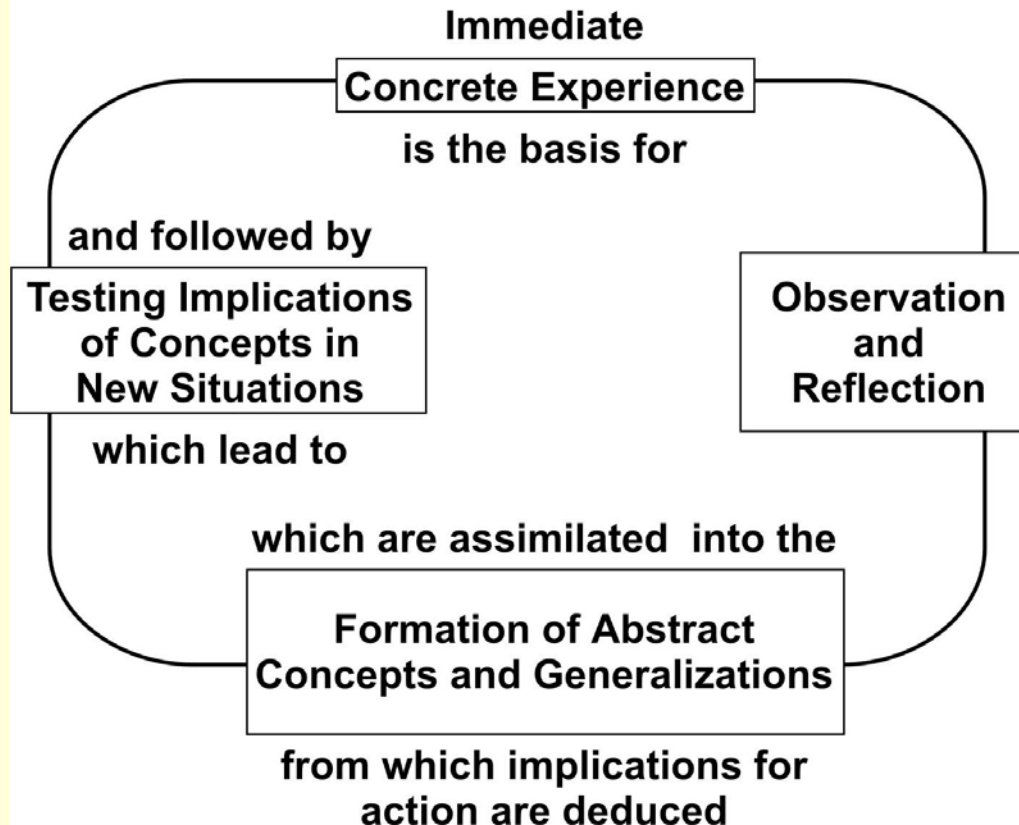 Immediate
Concrete Experience
is the basis for
Observation
and
Reflection
which are assimilated into the
Formation of Abstract
Concepts and Generalizations
from which implications for
action are deduced
and followed by
Testing Implications
of Concepts in
New Situations
which lead to